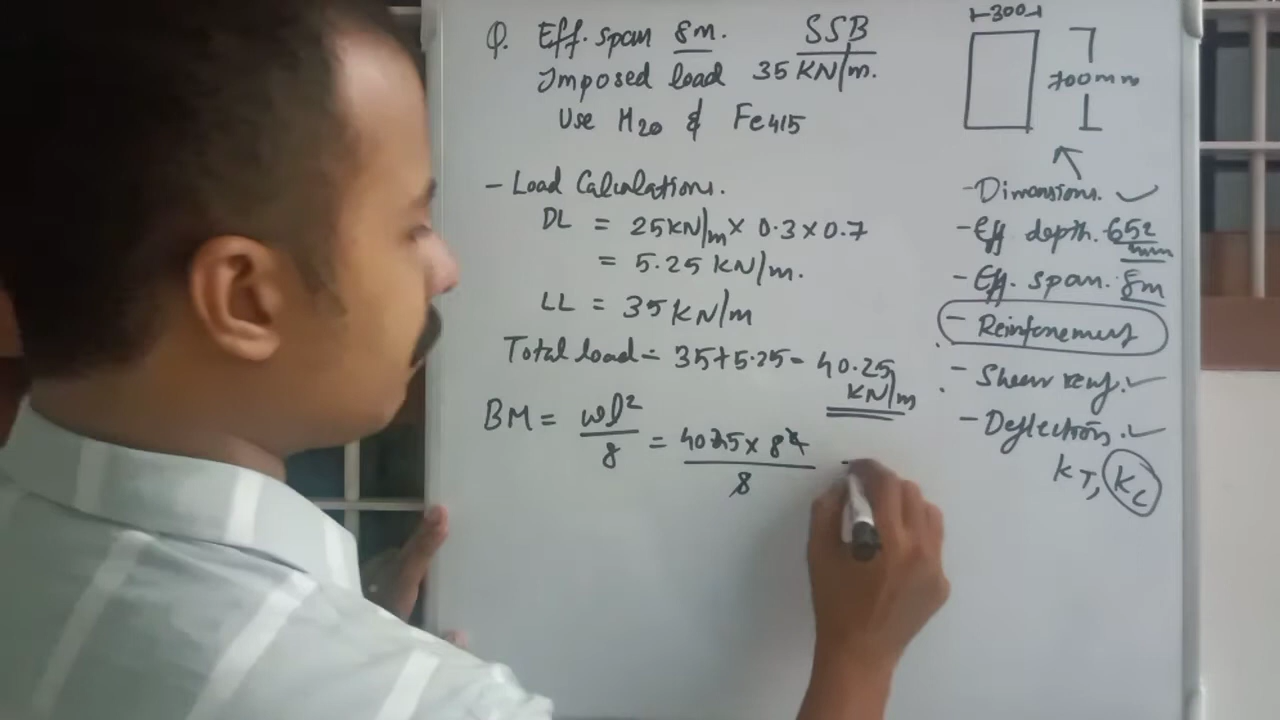 Q. Eff. span 8m. SSB
Imposed load 35 KN/m.
Use M20 & Fe415
- Load Calculations.
DL = 25KN/m × 0.3 × 0.7
= 5.25 KN/m.
LL = 35 KN/m
Total load = 35+5.25 = 40.25
KN/m
BM = wl²
8
= 40.25 × 8²
8
=
300
700mm
- Dimensions. ✓
- Eff depth. 652
mm
- Eff. span. 8m
- Reinforcement
- Shear reinf. ✓
- Deflection. ✓
KT, KC